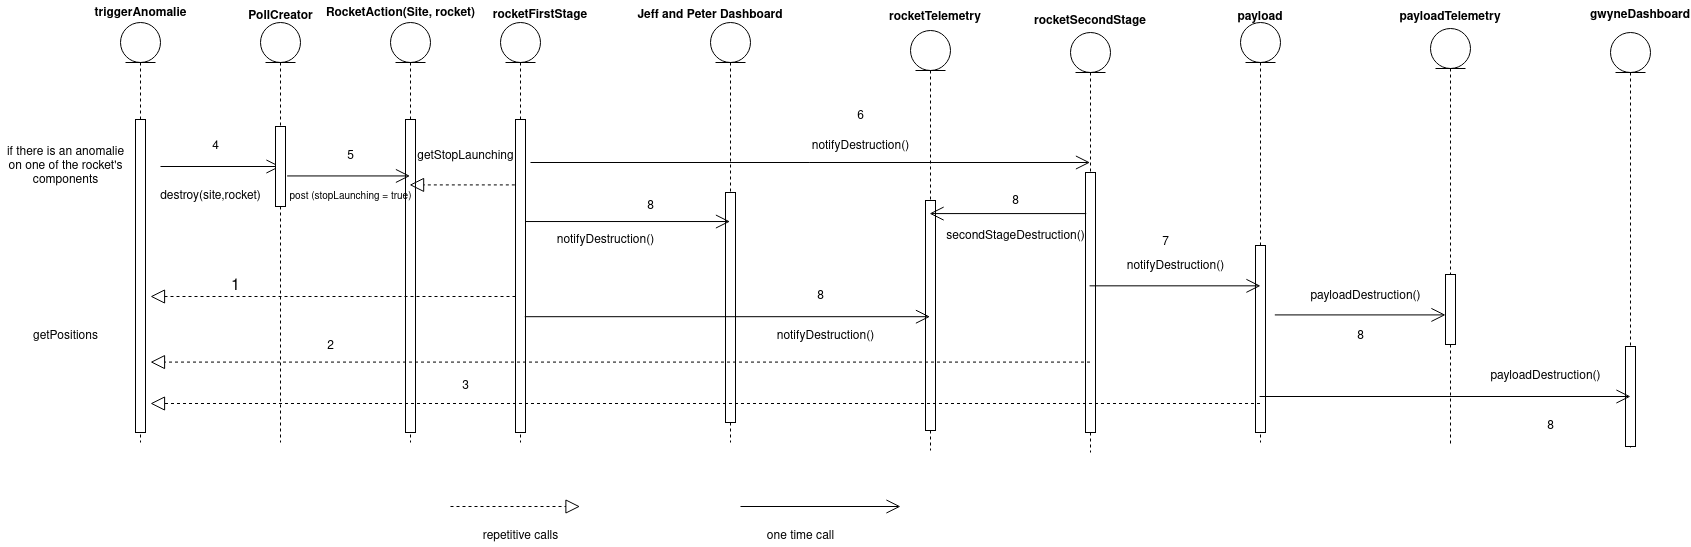 triggerAnomalie
PollCreator
RocketAction(Site, rocket)
rocketFirstStage
Jeff and Peter Dashboard
rocketTelemetry
rocketSecondStage
payload
payloadTelemetry
gwyneDashboard
6
if there is an anomalie
on one of the rocket's
components
4
5
getStopLaunching
notifyDestruction()
destroy(site,rocket)
post (stopLaunching = true)
8
8
notifyDestruction()
secondStageDestruction()
7
notifyDestruction()
1
8
payloadDestruction()
getPositions
notifyDestruction()
8
2
3
payloadDestruction()
8
repetitive calls
one time call